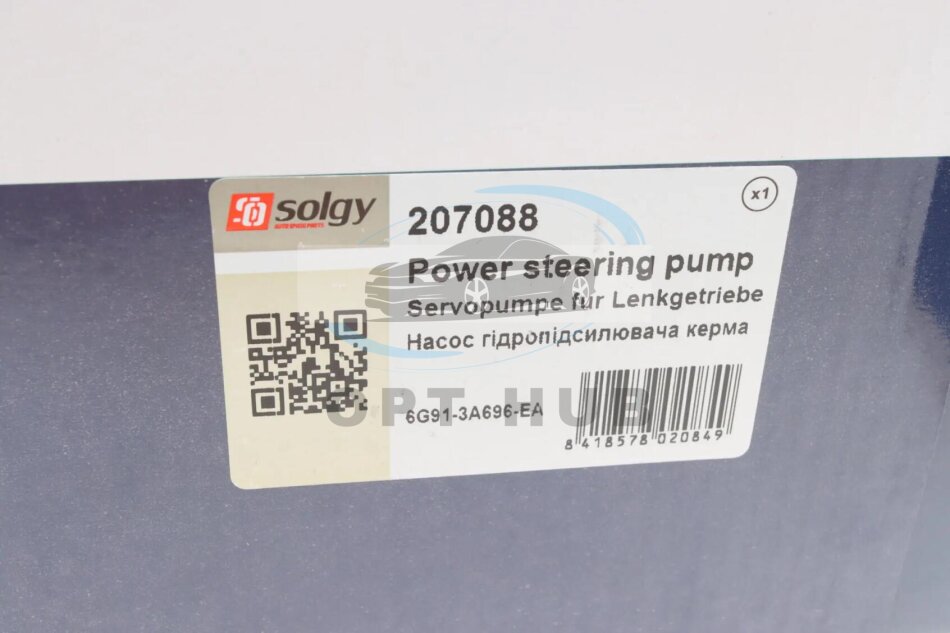 solgy
AUTO SPARE PARTS
207088
x1
Power steering pump
Servopumpe für Lenkgetriebe
Насос гідропідсилювача керма
6G91-3A696-EA
8 418578 020849
OPT HUB